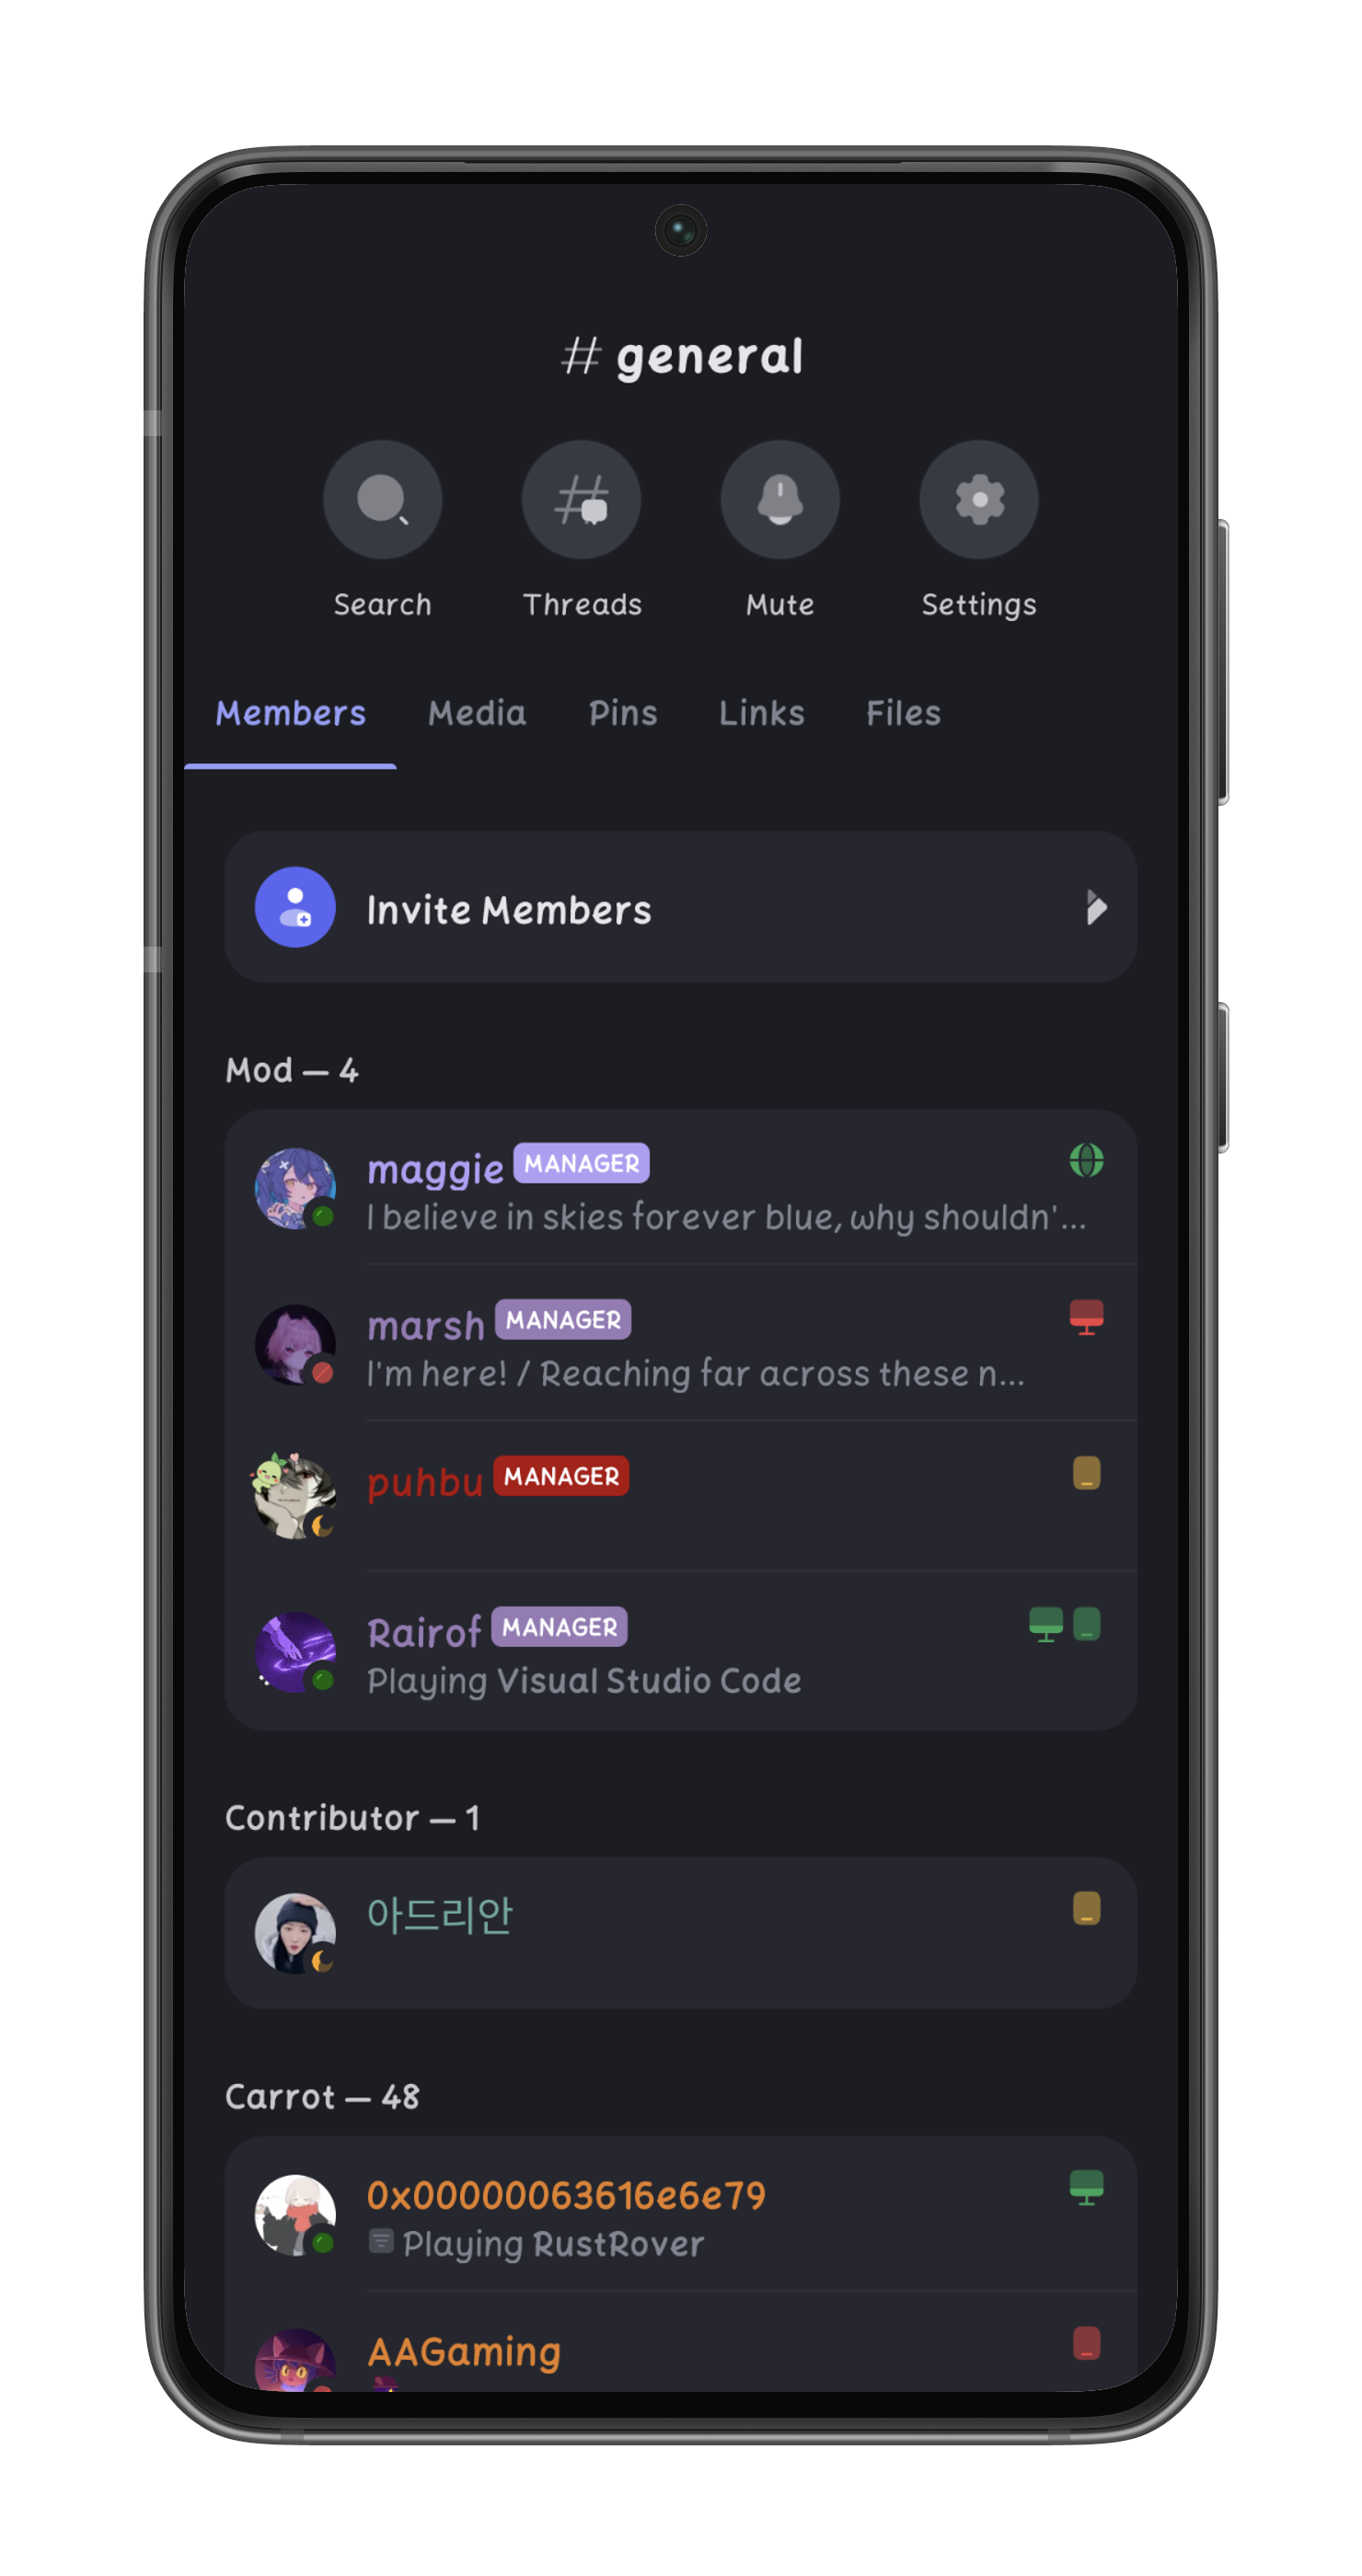 # general
Search Threads Mute Settings
Members Media Pins Links Files
Invite Members
Mod — 4
maggie MANAGER
I believe in skies forever blue, why shouldn'...
marsh MANAGER
I'm here! / Reaching far across these n...
puhbu MANAGER
Rairof MANAGER
Playing Visual Studio Code
Contributor — 1
아드리안
Carrot — 48
0x00000063616e6e79
Playing RustRover
AAGaming